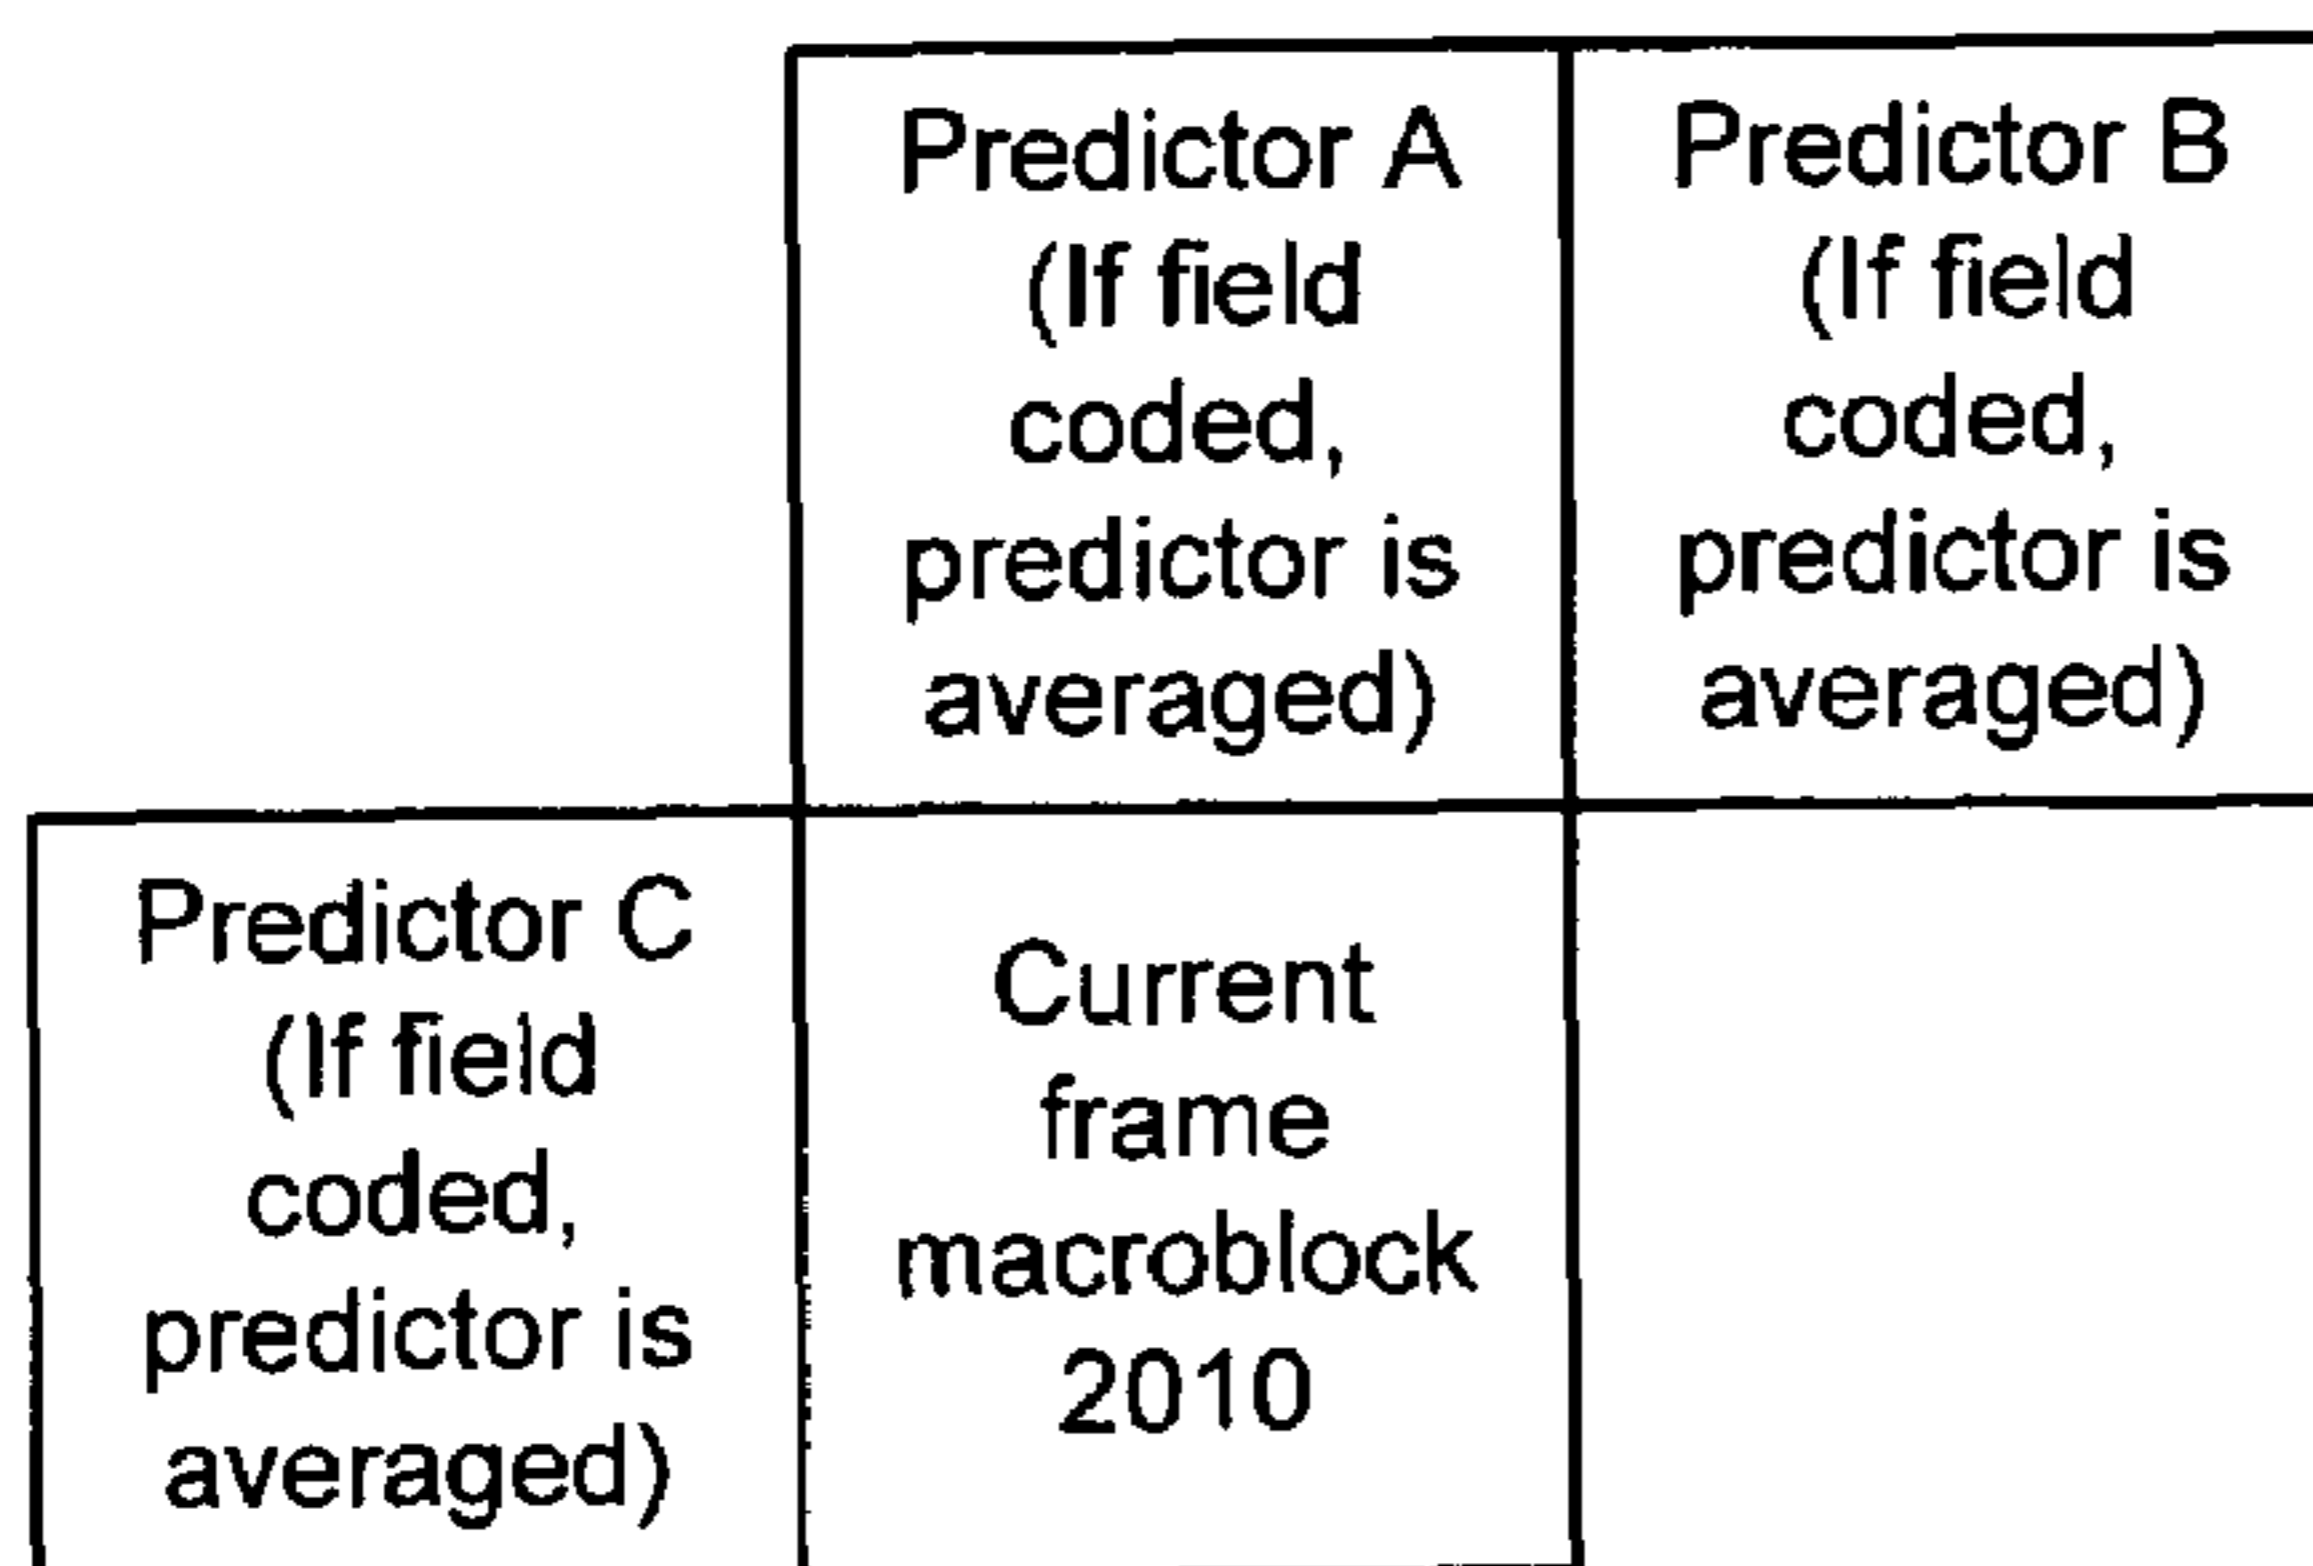 Predictor A
(If field
coded,
predictor is
averaged)
Predictor B
(If field
coded,
predictor is
averaged)
Predictor C
(If field
coded,
predictor is
averaged)
Current
frame
macroblock
2010